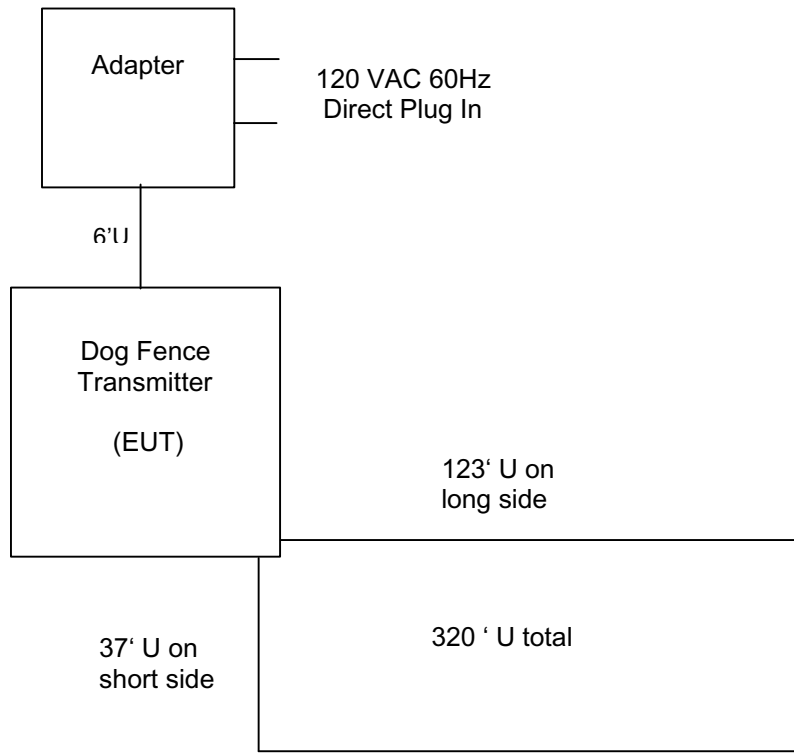 Adapter
120 VAC 60Hz
Direct Plug In
6’U
Dog Fence
Transmitter
(EUT)
123‘ U on
long side
37‘ U on
short side
320 ‘ U total